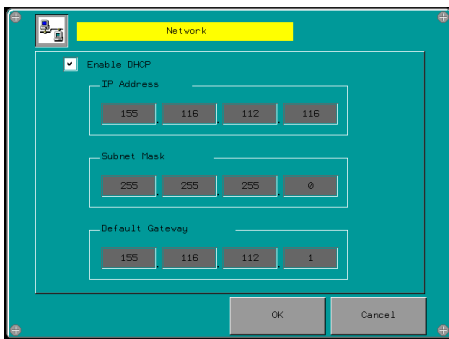 Network
Enable DHCP
IP Address
155 . 116 . 112 . 116
Subnet Mask
255 . 255 . 255 . 0
Default Gateway
155 . 116 . 112 . 1
OK Cancel